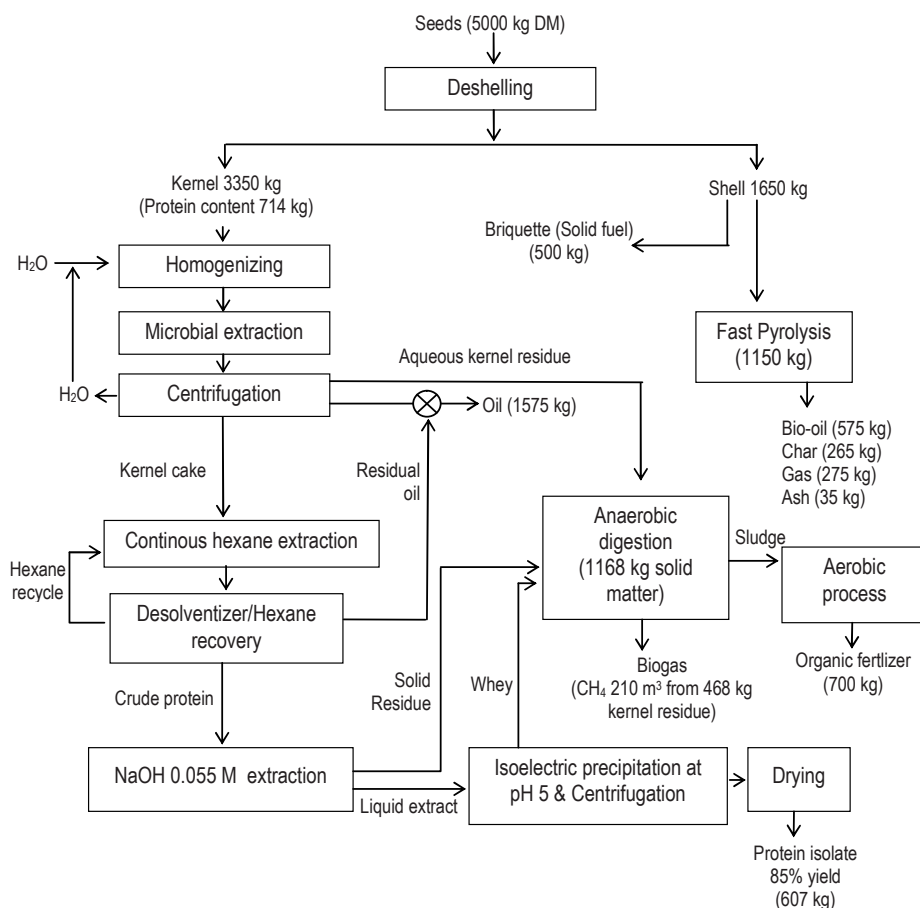 Seeds (5000 kg DM)
Deshelling
Kernel 3350 kg
(Protein content 714 kg)
Shell 1650 kg
Briquette (Solid fuel)
(500 kg)
H₂O
Homogenizing
Microbial extraction
Fast Pyrolysis
(1150 kg)
Aqueous kernel residue
H₂O
Centrifugation
Oil (1575 kg)
Bio-oil (575 kg)
Char (265 kg)
Gas (275 kg)
Ash (35 kg)
Kernel cake
Residual
oil
Continous hexane extraction
Hexane
recycle
Anaerobic
digestion
(1168 kg solid
matter)
Sludge
Aerobic
process
Desolventizer/Hexane
recovery
Organic fertlizer
(700 kg)
Biogas
(CH₄ 210 m³ from 468 kg
kernel residue)
Crude protein
Solid
Residue
Whey
NaOH 0.055 M extraction
Liquid extract
Isoelectric precipitation at
pH 5 & Centrifugation
Drying
Protein isolate
85% yield
(607 kg)